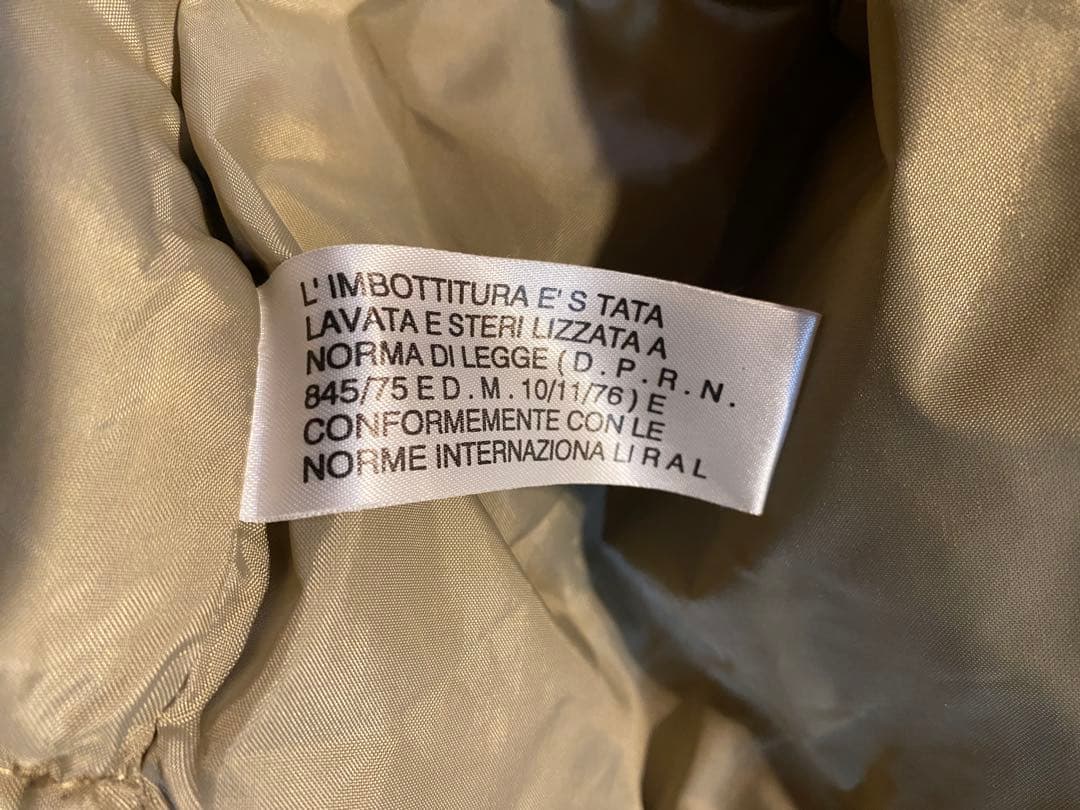 L' IMBOTTITURA E' S TATA
LAVATA E STERI LIZZATA A
NORMA DI LEGGE ( D . P . R . N .
845/75 E D . M . 10/11/76 ) E
CONFORMEMENTE CON LE
NORME INTERNAZIONA LI R A L